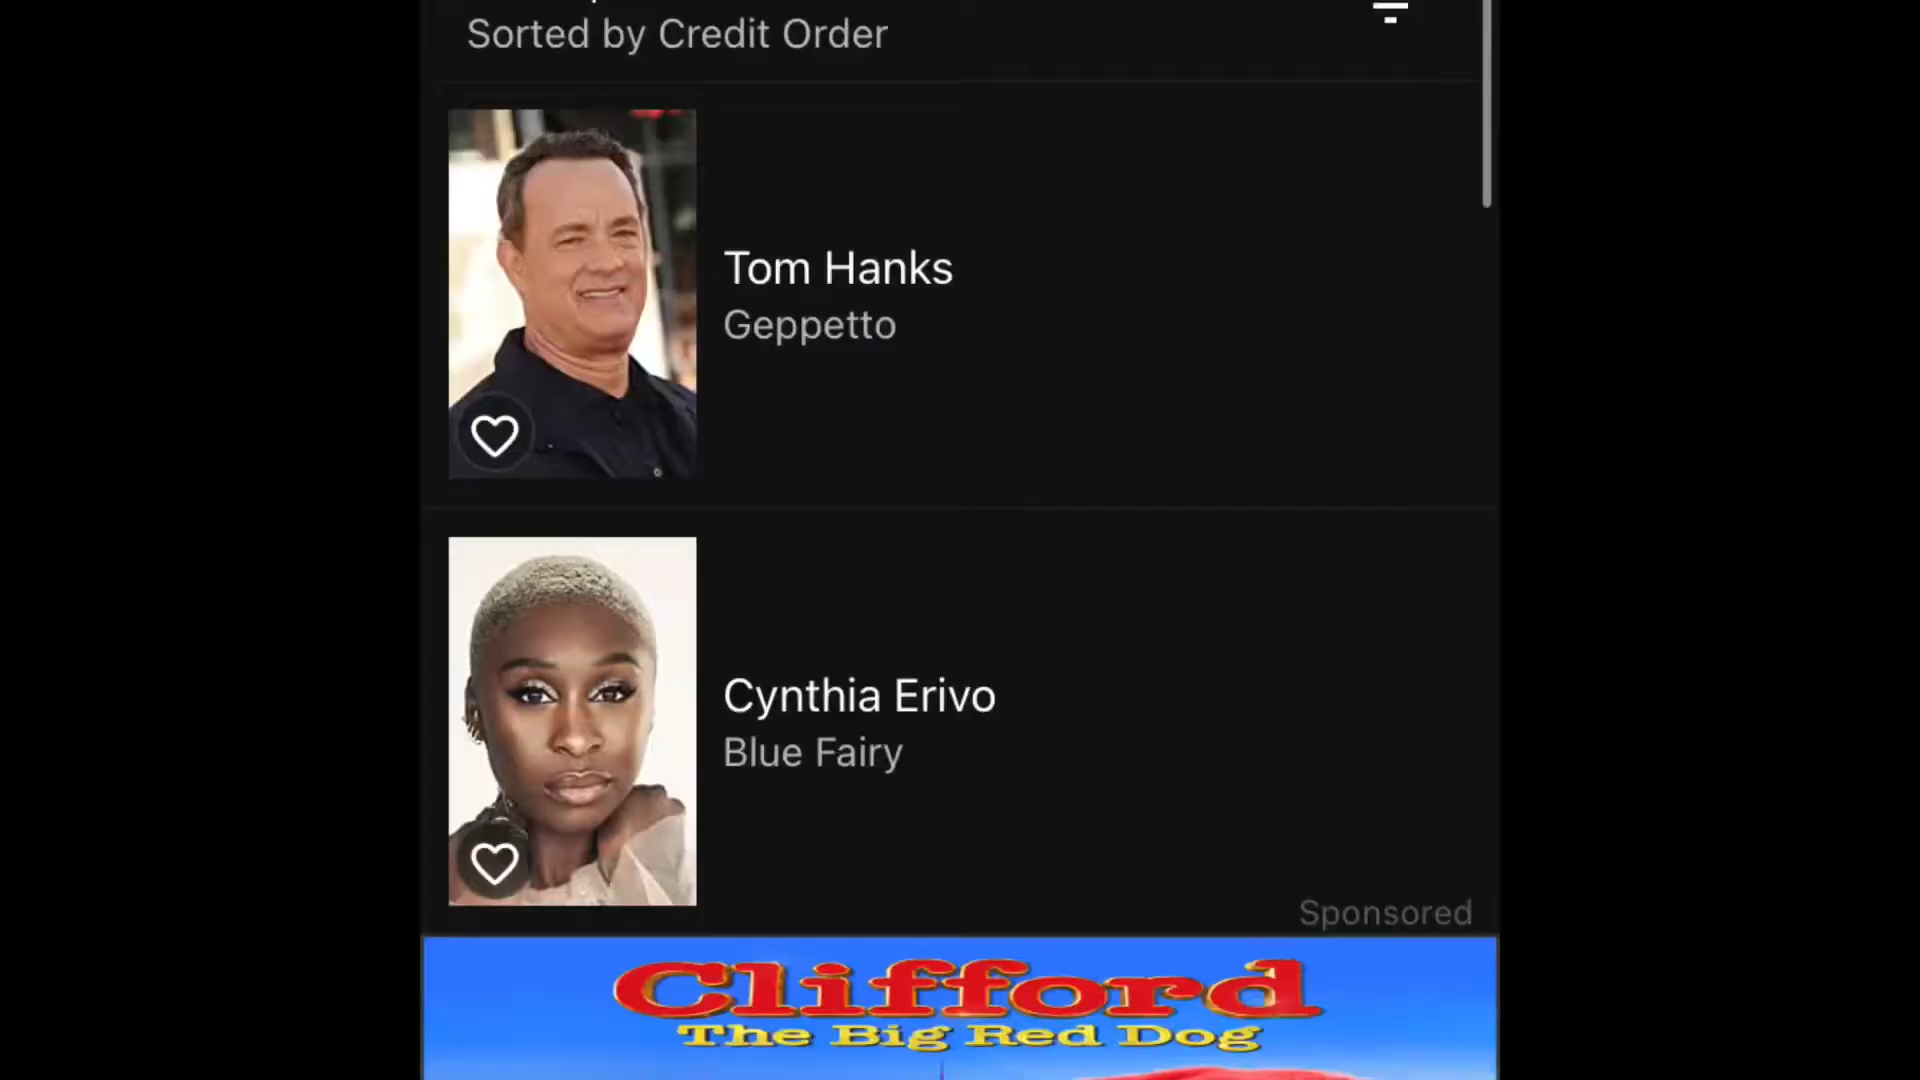 Sorted by Credit Order
Tom Hanks
Geppetto
Cynthia Erivo
Blue Fairy
Sponsored
Clifford
The Big Red Dog